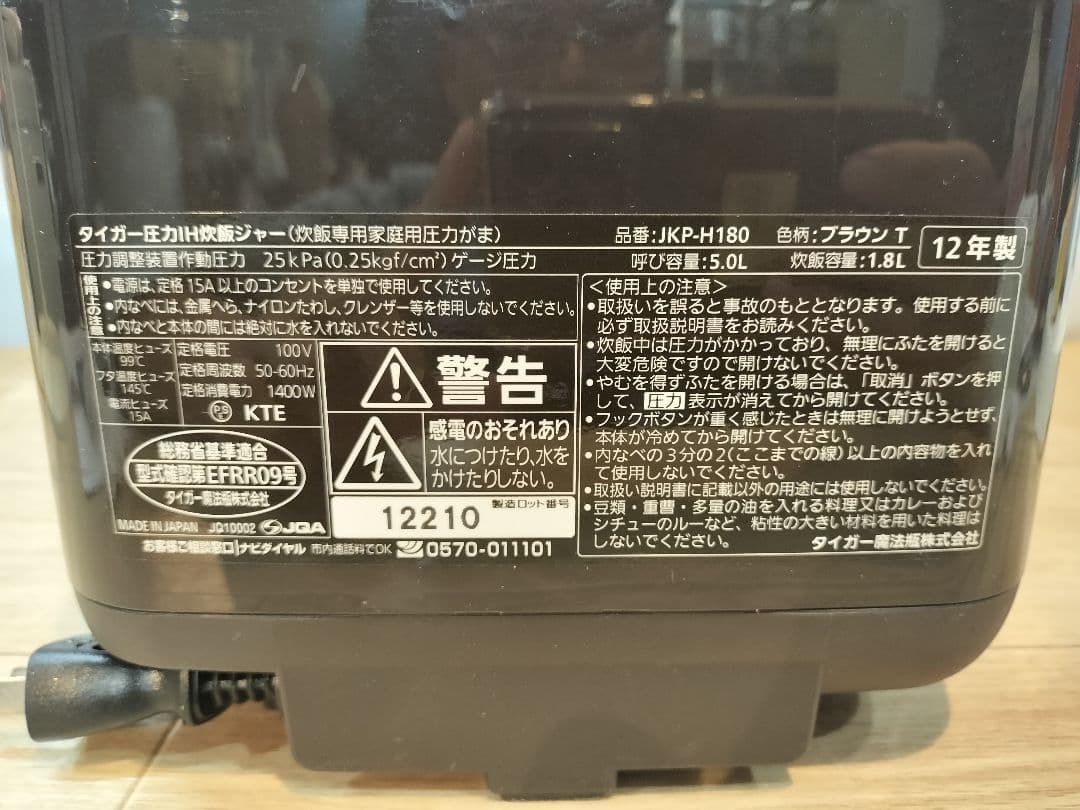 タイガー圧力IH炊飯ジャー(炊飯専用家庭用圧力がま)
品番:JKP-H180 色柄:ブラウン T
12年製
圧力調整装置作動圧力 25kPa(0.25kgf/cm²)ゲージ圧力
呼び容量:5.0L 炊飯容量:1.8L
使用上の注意
●電源は、定格15A以上のコンセントを単独で使用してください。
●内なべには、金属へら、ナイロンたわし、クレンザー等を使用しないでください。
●内なべと本体の間には絶対に水を入れないでください。
本体温度ヒューズ
99℃
フタ温度ヒューズ
145℃
電流ヒューズ
15A
定格電圧 100V
定格周波数 50-60Hz
定格消費電力 1400W
PSE KTE
総務省基準適合
型式確認第EFRR09号
タイガー魔法瓶株式会社
MADE IN JAPAN JQ10002 JQA
警告
感電のおそれあり
水につけたり、水を
かけたりしない。
製造ロット番号
12210
お客様ご相談窓口 ナビダイヤル 市内通話料でOK 0570-011101
<使用上の注意>
●取扱いを誤ると事故のもととなります。使用する前に
必ず取扱説明書をお読みください。
●炊飯中は圧力がかかっており、無理にふたを開けると
大変危険ですので開けないでください。
●やむを得ずふたを開ける場合は、「取消」ボタンを押
して、圧力表示が消えてから開けてください。
●フックボタンが重く感じたときは無理に開けようとせず、
本体が冷めてから開けてください。
●内なべの3分の2(ここまでの線)以上の内容物を入れ
て使用しないでください。
●取扱い説明書に記載以外の用途には使用しないでください。
●豆類・重曹・多量の油を入れる料理又はカレーおよび
シチューのルーなど、粘性の大きい材料を用いた料理は
しないでください。
タイガー魔法瓶株式会社